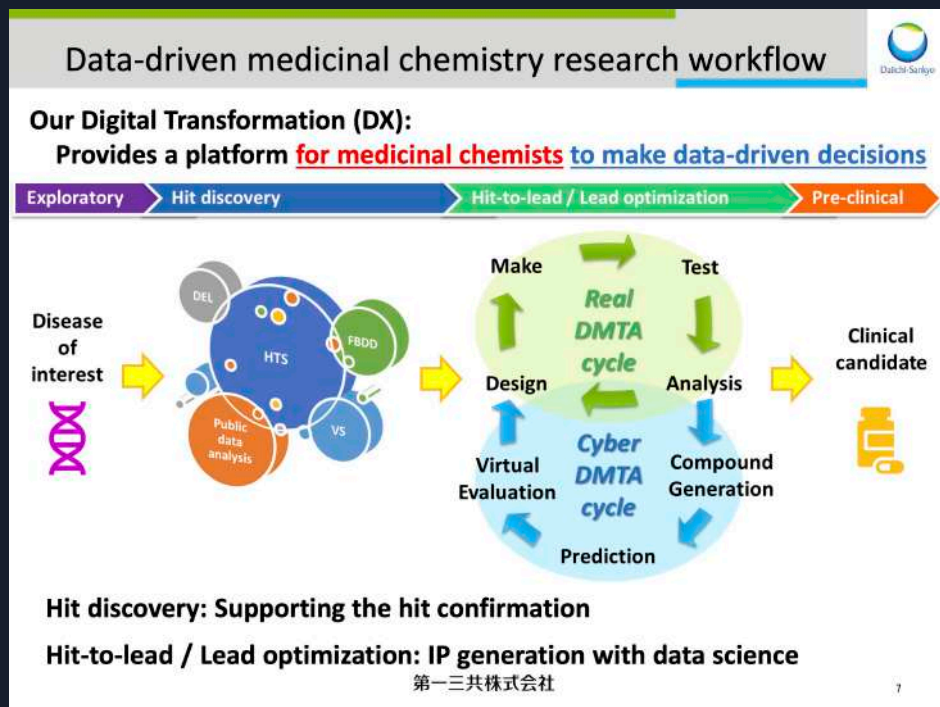 Data-driven medicinal chemistry research workflow
Daiichi-Sankyo
Our Digital Transformation (DX):
Provides a platform for medicinal chemists to make data-driven decisions
Exploratory
Hit discovery
Hit-to-lead / Lead optimization
Pre-clinical
Disease
of
interest
DEL
HTS
FBDD
VS
Public
data
analysis
Make
Test
Real
DMTA
cycle
Design
Analysis
Cyber
DMTA
cycle
Virtual
Evaluation
Compound
Generation
Prediction
Clinical
candidate
Hit discovery: Supporting the hit confirmation
Hit-to-lead / Lead optimization: IP generation with data science
第一三共株式会社
7